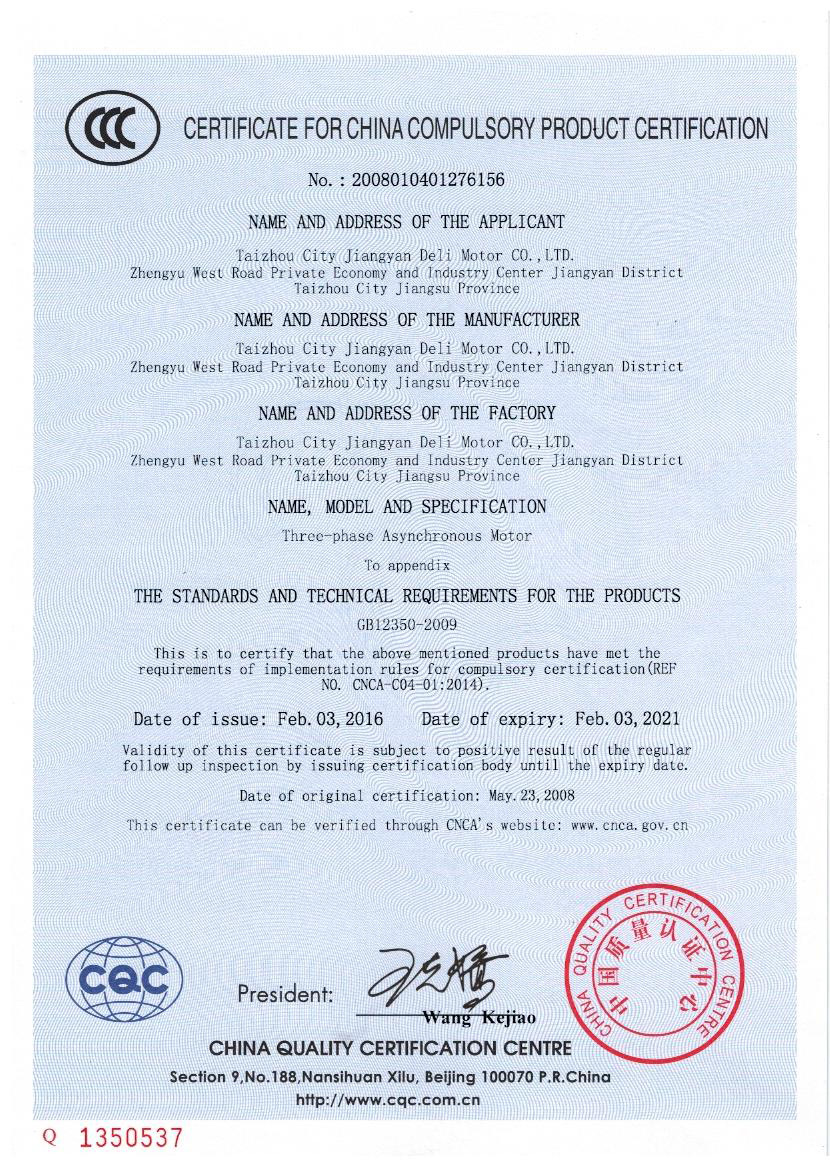 CCC
CERTIFICATE FOR CHINA COMPULSORY PRODUCT CERTIFICATION
No.: 2008010401276156
NAME AND ADDRESS OF THE APPLICANT
Taizhou City Jiangyan Deli Motor CO.,LTD.
Zhengyu West Road Private Economy and Industry Center Jiangyan District
Taizhou City Jiangsu Province
NAME AND ADDRESS OF THE MANUFACTURER
Taizhou City Jiangyan Deli Motor CO.,LTD.
Zhengyu West Road Private Economy and Industry Center Jiangyan District
Taizhou City Jiangsu Province
NAME AND ADDRESS OF THE FACTORY
Taizhou City Jiangyan Deli Motor CO.,LTD.
Zhengyu West Road Private Economy and Industry Center Jiangyan District
Taizhou City Jiangsu Province
NAME, MODEL AND SPECIFICATION
Three-phase Asynchronous Motor
To appendix
THE STANDARDS AND TECHNICAL REQUIREMENTS FOR THE PRODUCTS
GB12350-2009
This is to certify that the above mentioned products have met the
requirements of implementation rules for compulsory certification(REF
NO. CNCA-C04-01:2014).
Date of issue: Feb.03,2016 Date of expiry: Feb.03,2021
Validity of this certificate is subject to positive result of the regular
follow up inspection by issuing certification body until the expiry date.
Date of original certification: May.23,2008
This certificate can be verified through CNCA's website: www.cnca.gov.cn
CQC
President:
王克娇
Wang Kejiao
CHINA QUALITY CERTIFICATION CENTRE
中国质量认证中心
CHINA QUALITY CERTIFICATION CENTRE
Section 9,No.188,Nansihuan Xilu, Beijing 100070 P.R.China
http://www.cqc.com.cn
Q 1350537